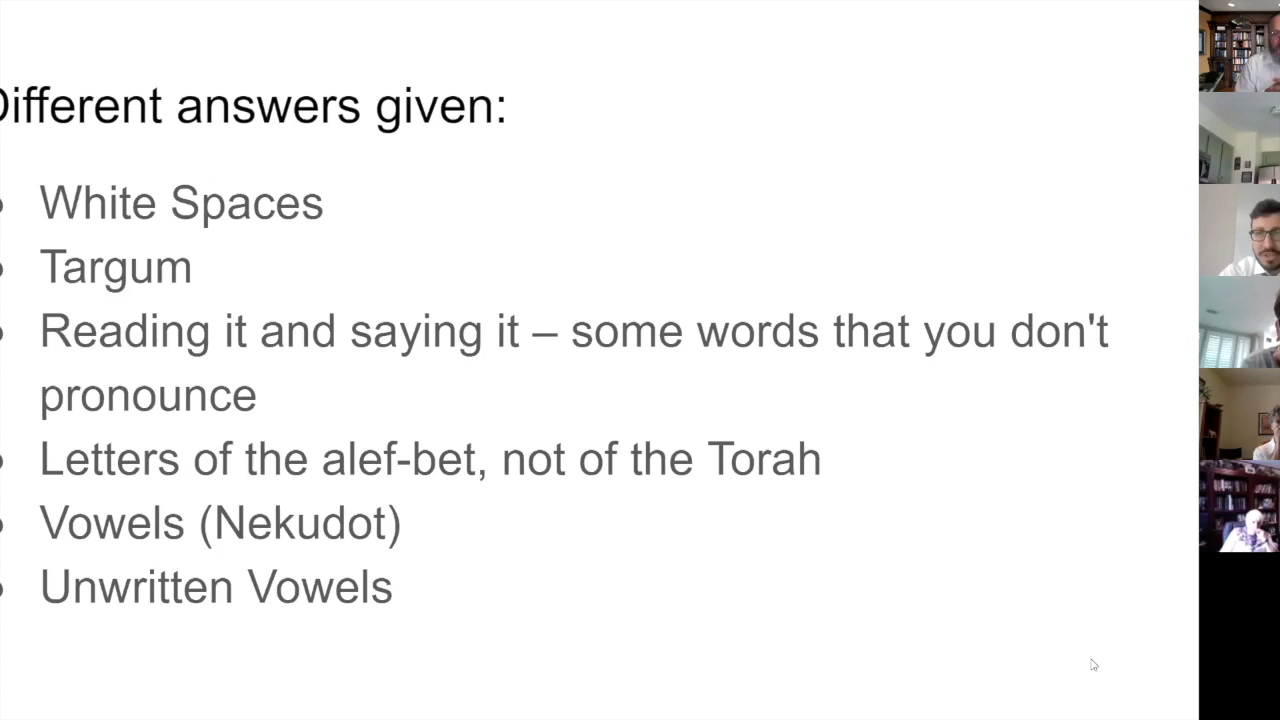 Different answers given:
White Spaces
Targum
Reading it and saying it – some words that you don't
pronounce
Letters of the alef-bet, not of the Torah
Vowels (Nekudot)
Unwritten Vowels